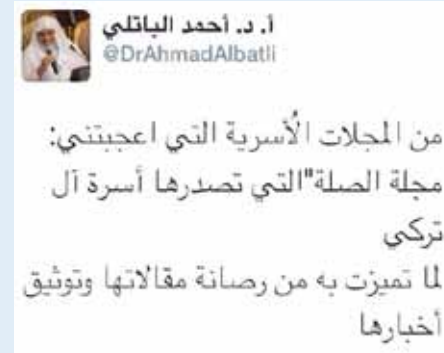 أ. د. أحمد الباتلي
@DrAhmadAlbatli
من المجلات الأسرية التي اعجبتني:
مجلة الصلة"التي تصدرها أسرة آل
تركي
لما تميزت به من رصانة مقالاتها وتوثيق
أخبارها